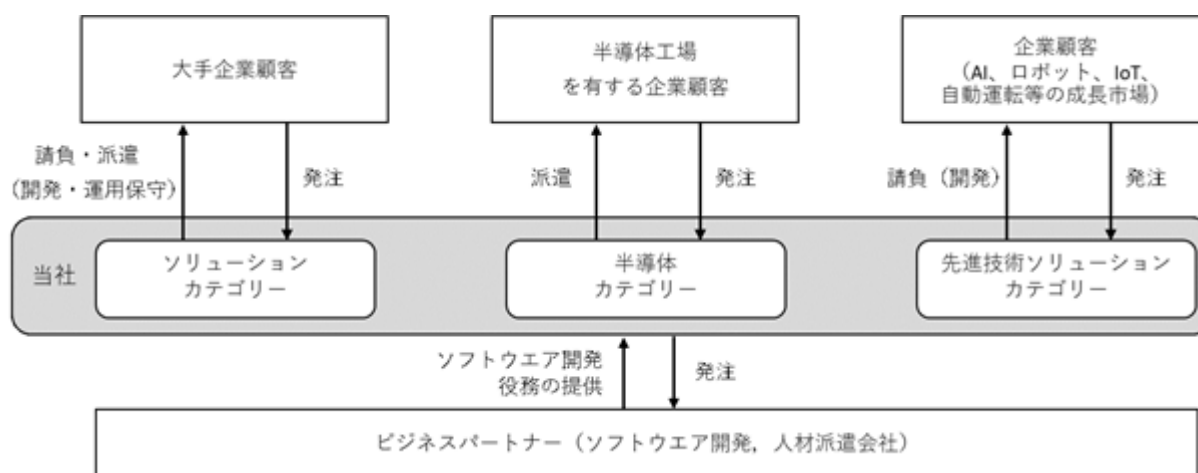 大手企業顧客
半導体工場
を有する企業顧客
企業顧客
（AI、ロボット、IoT、
自動運転等の成長市場）
請負・派遣
（開発・運用保守）
発注
派遣
発注
請負（開発）
発注
当社
ソリューション
カテゴリー
半導体
カテゴリー
先進技術ソリューション
カテゴリー
ソフトウエア開発
役務の提供
発注
ビジネスパートナー（ソフトウエア開発，人材派遣会社）